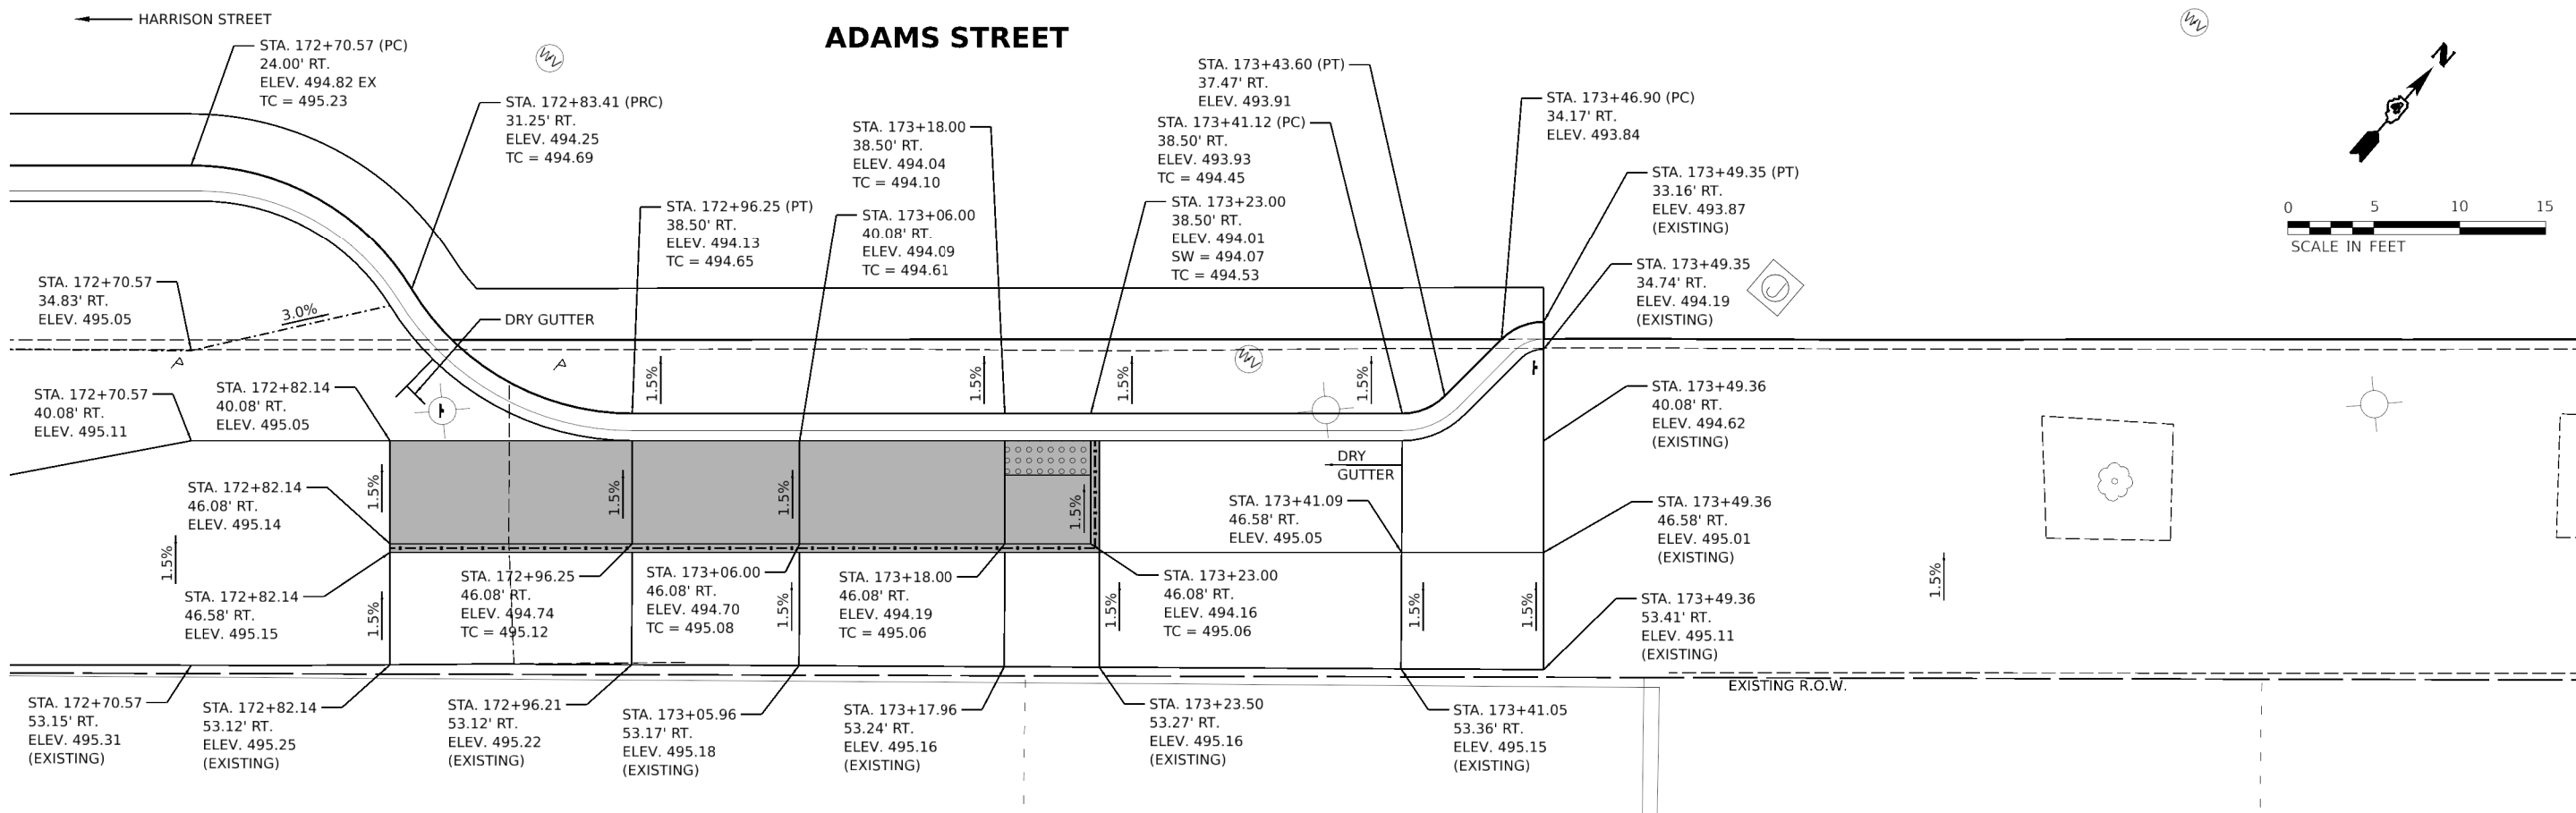 HARRISON STREET
ADAMS STREET
STA. 172+70.57 (PC)
24.00' RT.
ELEV. 494.82 EX
TC = 495.23
STA. 172+83.41 (PRC)
31.25' RT.
ELEV. 494.25
TC = 494.69
STA. 172+96.25 (PT)
38.50' RT.
ELEV. 494.13
TC = 494.65
STA. 173+18.00
38.50' RT.
ELEV. 494.04
TC = 494.10
STA. 173+06.00
40.08' RT.
ELEV. 494.09
TC = 494.61
STA. 173+43.60 (PT)
37.47' RT.
ELEV. 493.91
STA. 173+41.12 (PC)
38.50' RT.
ELEV. 493.93
TC = 494.45
STA. 173+23.00
38.50' RT.
ELEV. 494.01
SW = 494.07
TC = 494.53
STA. 173+46.90 (PC)
34.17' RT.
ELEV. 493.84
STA. 173+49.35 (PT)
33.16' RT.
ELEV. 493.87
(EXISTING)
STA. 173+49.35
34.74' RT.
ELEV. 494.19
(EXISTING)
WV
WV
WV
N
0 5 10 15
SCALE IN FEET
STA. 172+70.57
34.83' RT.
ELEV. 495.05
3.0%
DRY GUTTER
P
P
1.5%
1.5%
1.5%
1.5%
STA. 172+70.57
40.08' RT.
ELEV. 495.11
STA. 172+82.14
40.08' RT.
ELEV. 495.05
STA. 173+49.36
40.08' RT.
ELEV. 494.62
(EXISTING)
DRY
GUTTER
STA. 172+82.14
46.08' RT.
ELEV. 495.14
1.5%
1.5%
1.5%
1.5%
STA. 173+41.09
46.58' RT.
ELEV. 495.05
STA. 173+49.36
46.58' RT.
ELEV. 495.01
(EXISTING)
1.5%
STA. 172+82.14
46.58' RT.
ELEV. 495.15
1.5%
STA. 172+96.25
46.08' RT.
ELEV. 494.74
TC = 495.12
STA. 173+06.00
46.08' RT.
ELEV. 494.70
TC = 495.08
1.5%
STA. 173+18.00
46.08' RT.
ELEV. 494.19
TC = 495.06
1.5%
STA. 173+23.00
46.08' RT.
ELEV. 494.16
TC = 495.06
1.5%
1.5%
STA. 173+49.36
53.41' RT.
ELEV. 495.11
(EXISTING)
1.5%
EXISTING R.O.W.
STA. 172+70.57
53.15' RT.
ELEV. 495.31
(EXISTING)
STA. 172+82.14
53.12' RT.
ELEV. 495.25
(EXISTING)
STA. 172+96.21
53.12' RT.
ELEV. 495.22
(EXISTING)
STA. 173+05.96
53.17' RT.
ELEV. 495.18
(EXISTING)
STA. 173+17.96
53.24' RT.
ELEV. 495.16
(EXISTING)
STA. 173+23.50
53.27' RT.
ELEV. 495.16
(EXISTING)
STA. 173+41.05
53.36' RT.
ELEV. 495.15
(EXISTING)